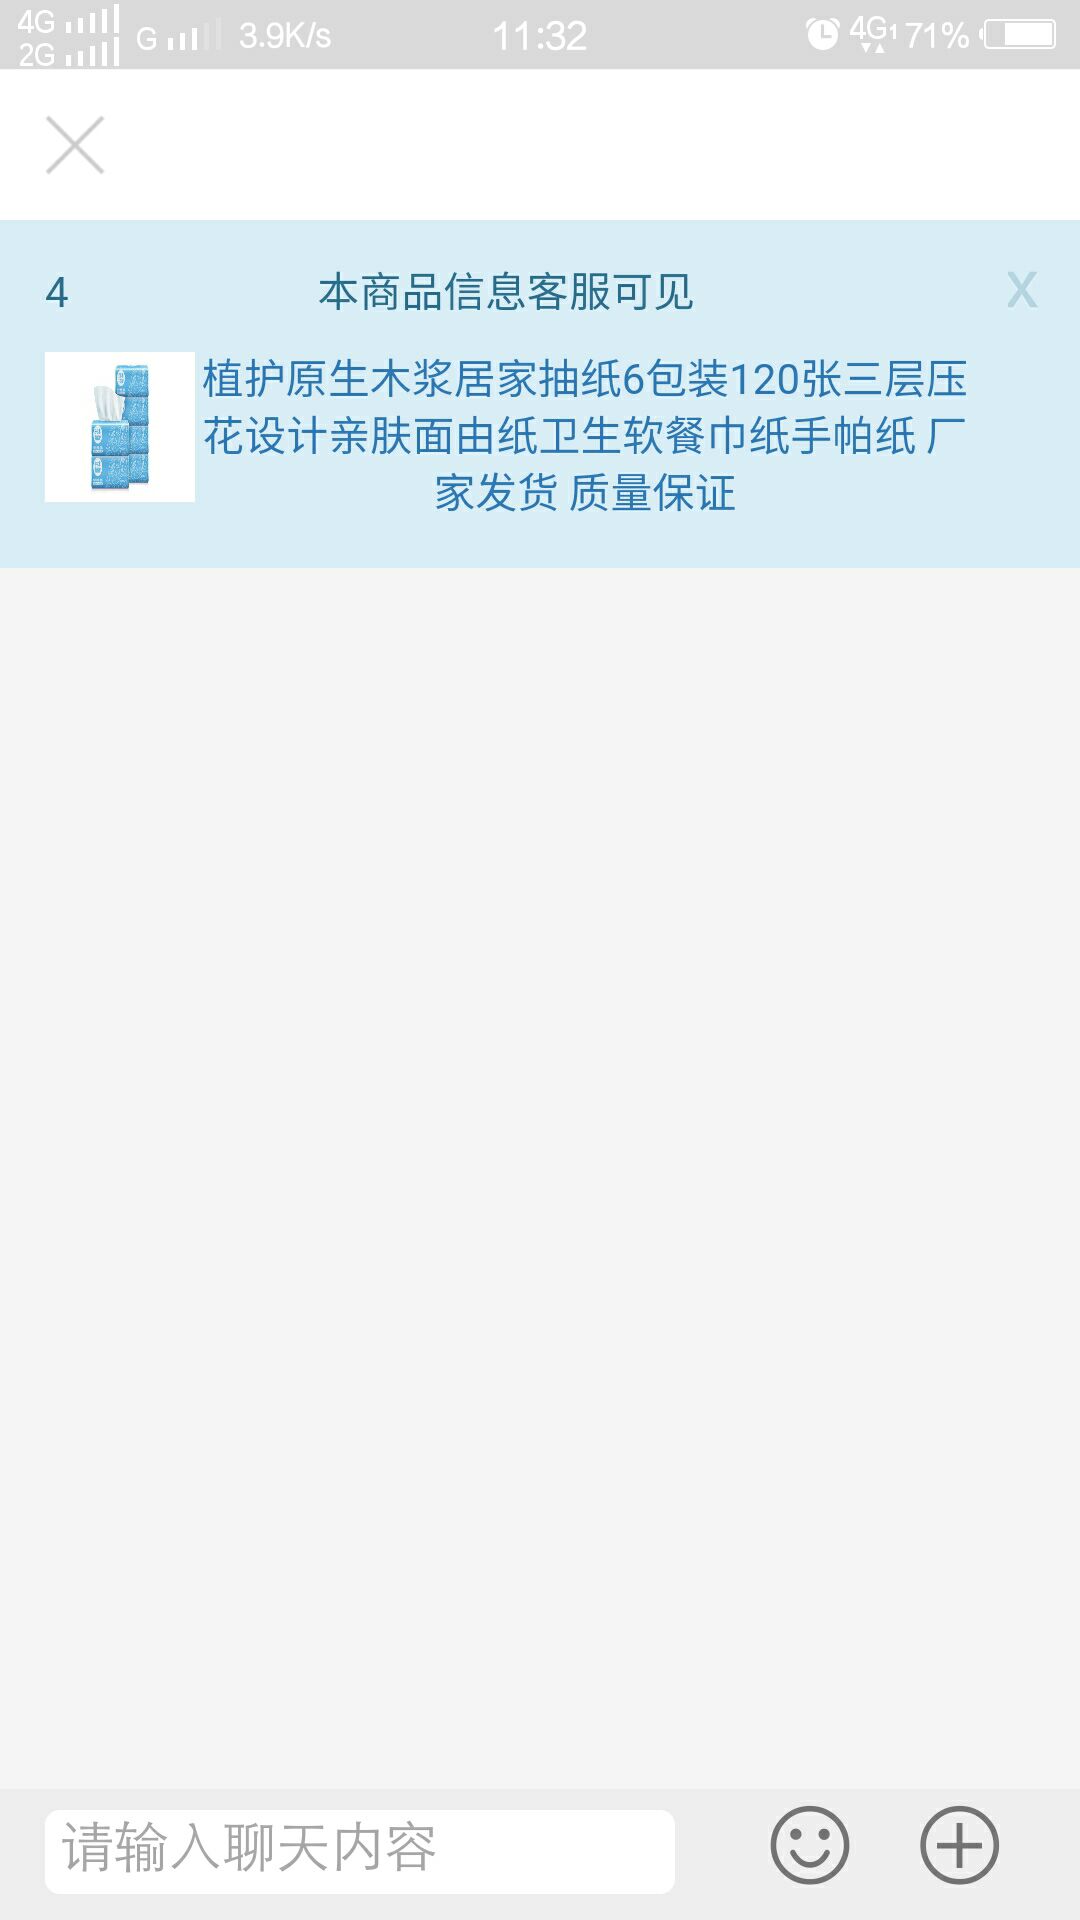 4G
2G
G
3.9K/s
11:32
4G1
71%
4
本商品信息客服可见
X
植护原生木浆居家抽纸6包装120张三层压
花设计亲肤面由纸卫生软餐巾纸手帕纸 厂
家发货 质量保证
请输入聊天内容